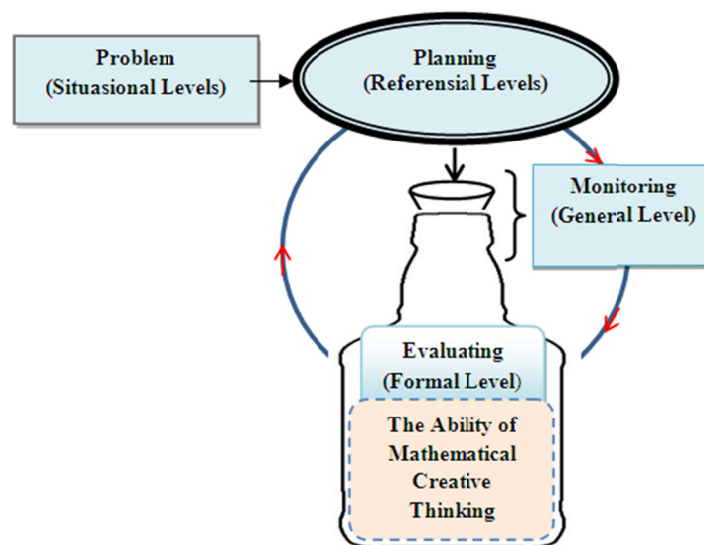 Problem
(Situasional Levels)
Planning
(Referensial Levels)
Monitoring
(General Level)
Evaluating
(Formal Level)
The Ability of
Mathematical
Creative
Thinking